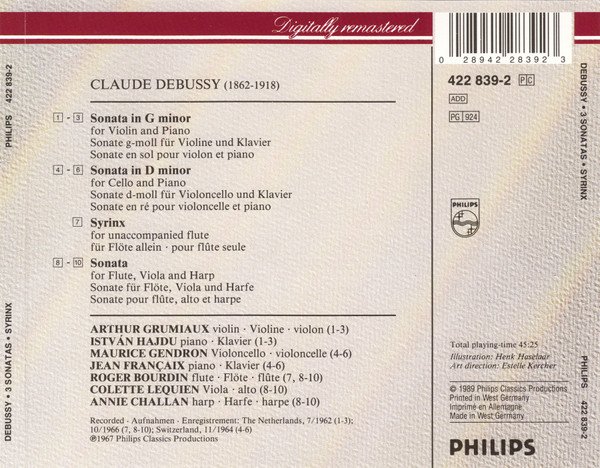 Digitally remastered
0 28942 28392 3
422 839-2 PC
ADD
PG 924
CLAUDE DEBUSSY (1862-1918)
1 - 3 Sonata in G minor
for Violin and Piano
Sonate g-moll für Violine und Klavier
Sonate en sol pour violon et piano
4 - 6 Sonata in D minor
for Cello and Piano
Sonate d-moll für Violoncello und Klavier
Sonate en ré pour violoncelle et piano
7 Syrinx
for unaccompanied flute
für Flöte allein · pour flûte seule
8 - 10 Sonata
for Flute, Viola and Harp
Sonate für Flöte, Viola und Harfe
Sonate pour flûte, alto et harpe
ARTHUR GRUMIAUX violin · Violine · violon (1-3)
ISTVÁN HAJDU piano · Klavier (1-3)
MAURICE GENDRON Violoncello · violoncelle (4-6)
JEAN FRANÇAIX piano · Klavier (4-6)
ROGER BOURDIN flute · Flöte · flûte (7, 8-10)
COLETTE LEQUIEN Viola · alto (8-10)
ANNIE CHALLAN harp · Harfe · harpe (8-10)
Recorded · Aufnahmen · Enregistrement: The Netherlands, 7/1962 (1-3);
10/1966 (7, 8-10); Switzerland, 11/1964 (4-6)
℗1967 Philips Classics Productions
PHILIPS
Total playing-time 45:25
Illustration: Henk Haselaar
Art direction: Estelle Kercher
© 1989 Philips Classics Productions
Printed in West Germany
Imprimé en Allemagne
Made in West Germany
PHILIPS
DEBUSSY · 3 SONATAS · SYRINX PHILIPS 422 839-2
DEBUSSY · 3 SONATAS · SYRINX PHILIPS 422 839-2